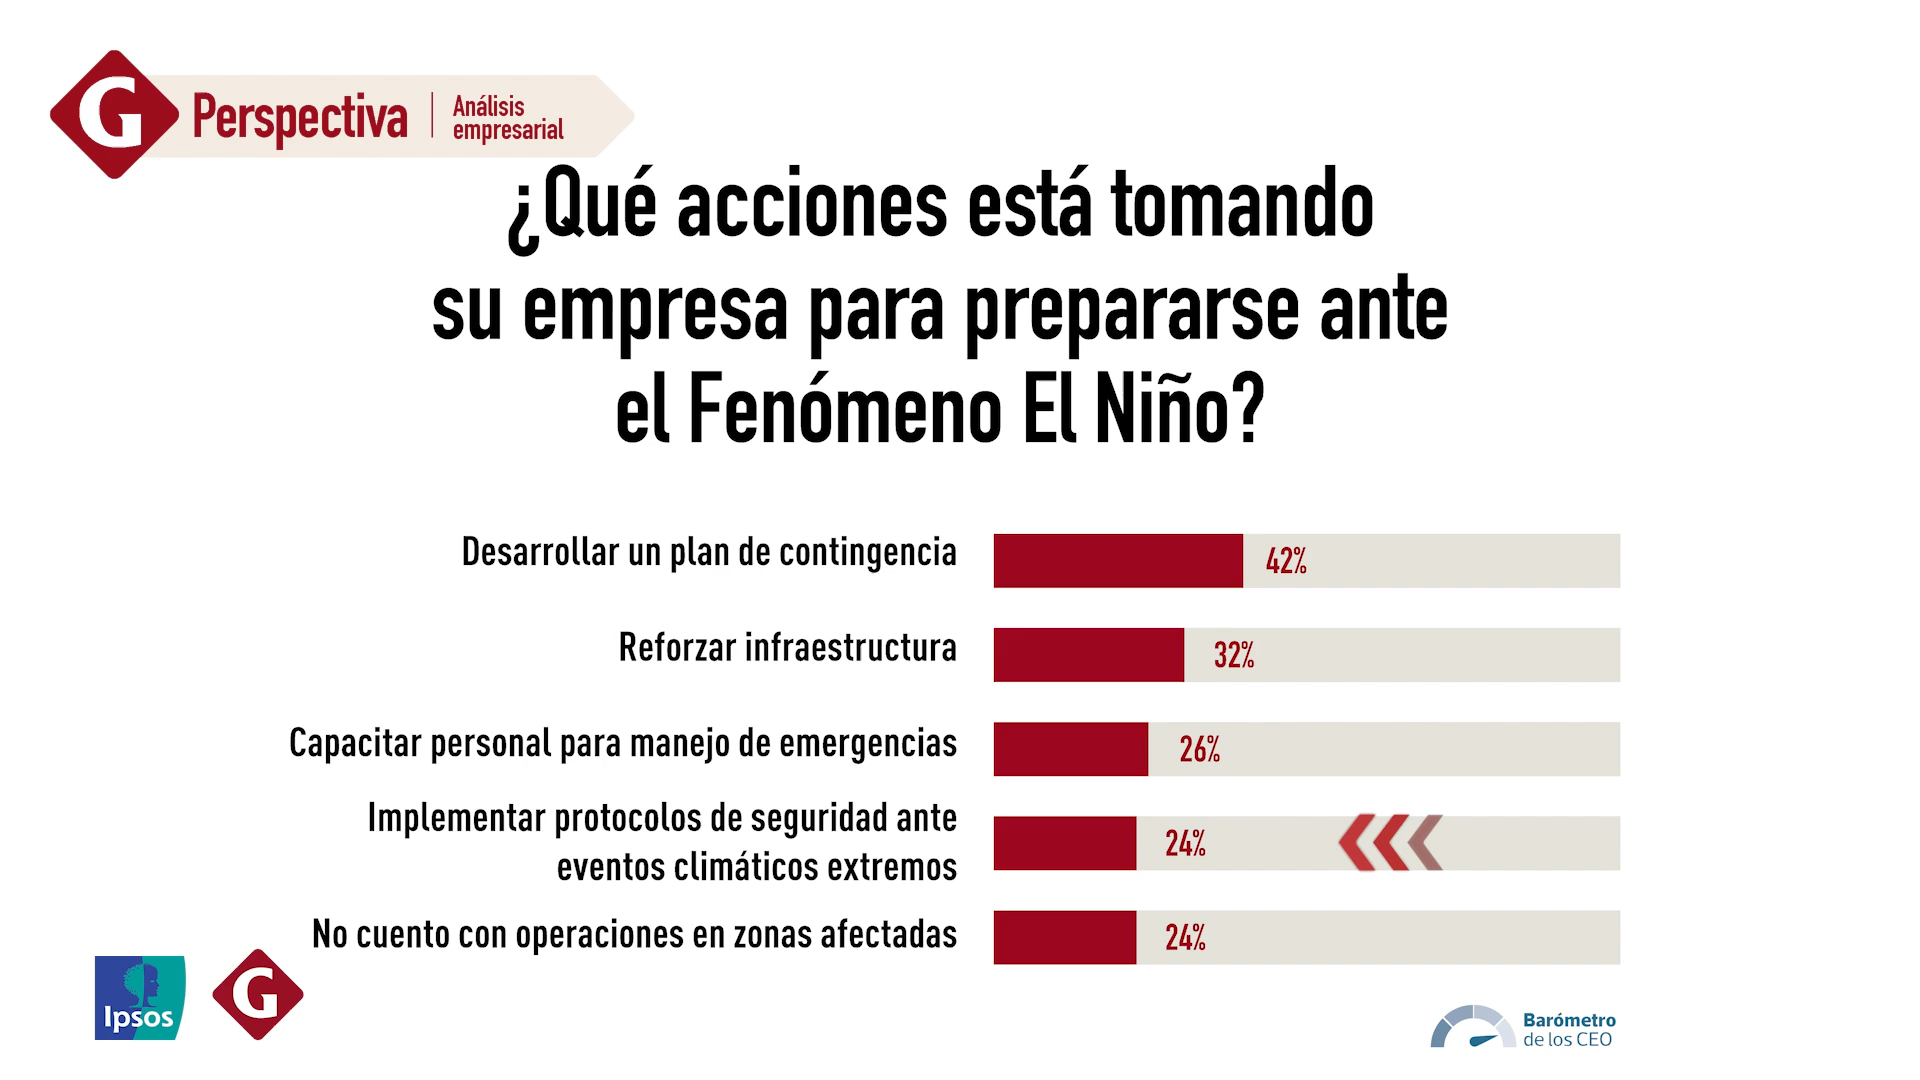 G
Perspectiva
Análisis
empresarial
¿Qué acciones está tomando
su empresa para prepararse ante
el Fenómeno El Niño?
Desarrollar un plan de contingencia
42%
Reforzar infraestructura
32%
Capacitar personal para manejo de emergencias
26%
Implementar protocolos de seguridad ante
eventos climáticos extremos
24%
No cuento con operaciones en zonas afectadas
24%
Ipsos
G
Barómetro
de los CEO